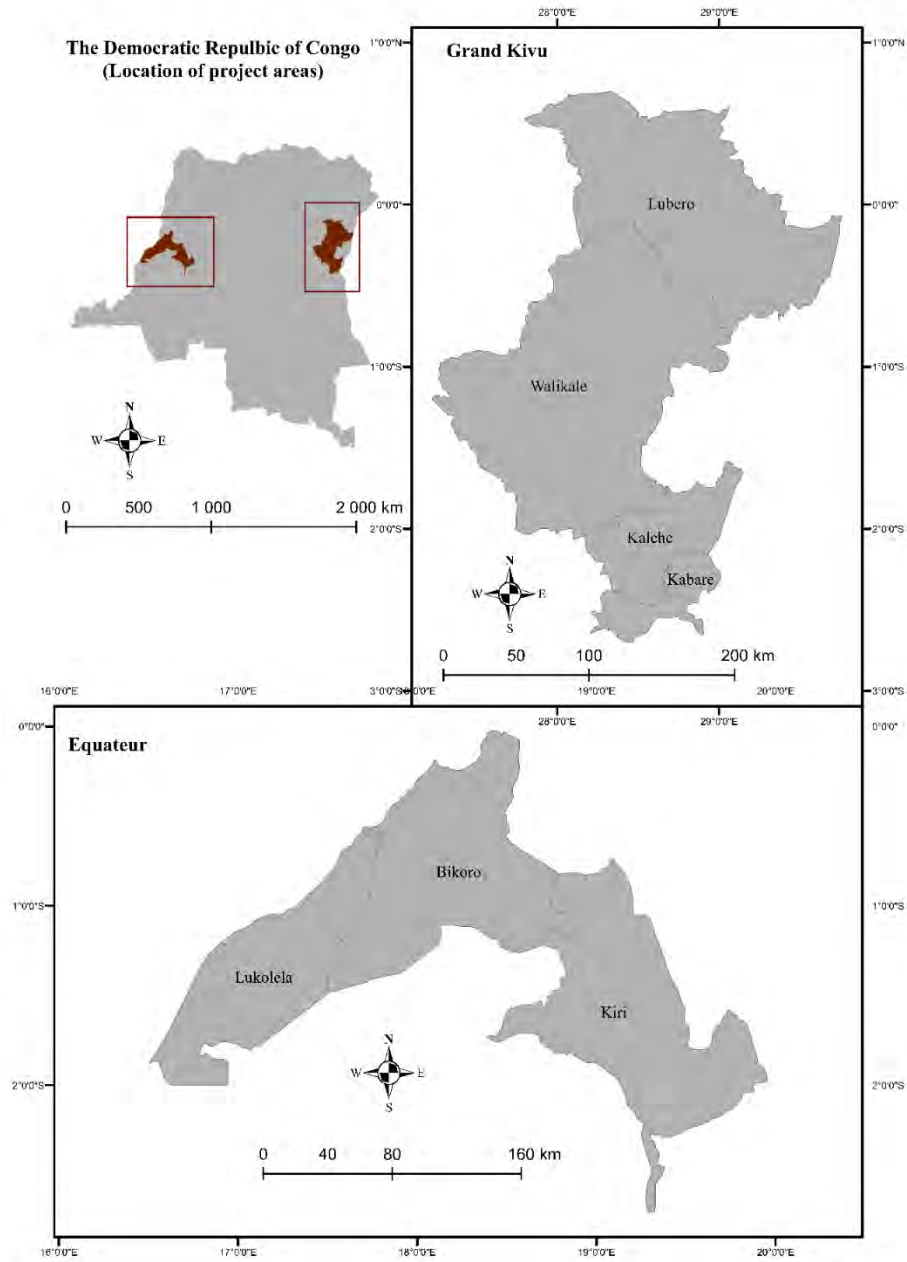 28°0'0"E
29°0'0"E
The Democratic Repulbic of Congo
(Location of project areas)
1°0'0"N
Grand Kivu
1°0'0"N
Lubero
0°0'0"
0°0'0"
Walikale
1°0'0"S
1°0'0"S
N
W
E
S
0
500
1 000
2 000 km
2°0'0"S
2°0'0"S
Kalehe
Kabare
N
W
E
S
0
50
100
200 km
16°0'0"E
17°0'0"E
3°0'0"S
19°0'0"E
20°0'0"E
3°0'0"S
28°0'0"E
29°0'0"E
0°0'0"
0°0'0"
Equateur
Bikoro
1°0'0"S
1°0'0"S
Lukolela
Kiri
N
W
E
S
2°0'0"S
2°0'0"S
0
40
80
160 km
16°0'0"E
17°0'0"E
18°0'0"E
19°0'0"E
20°0'0"E